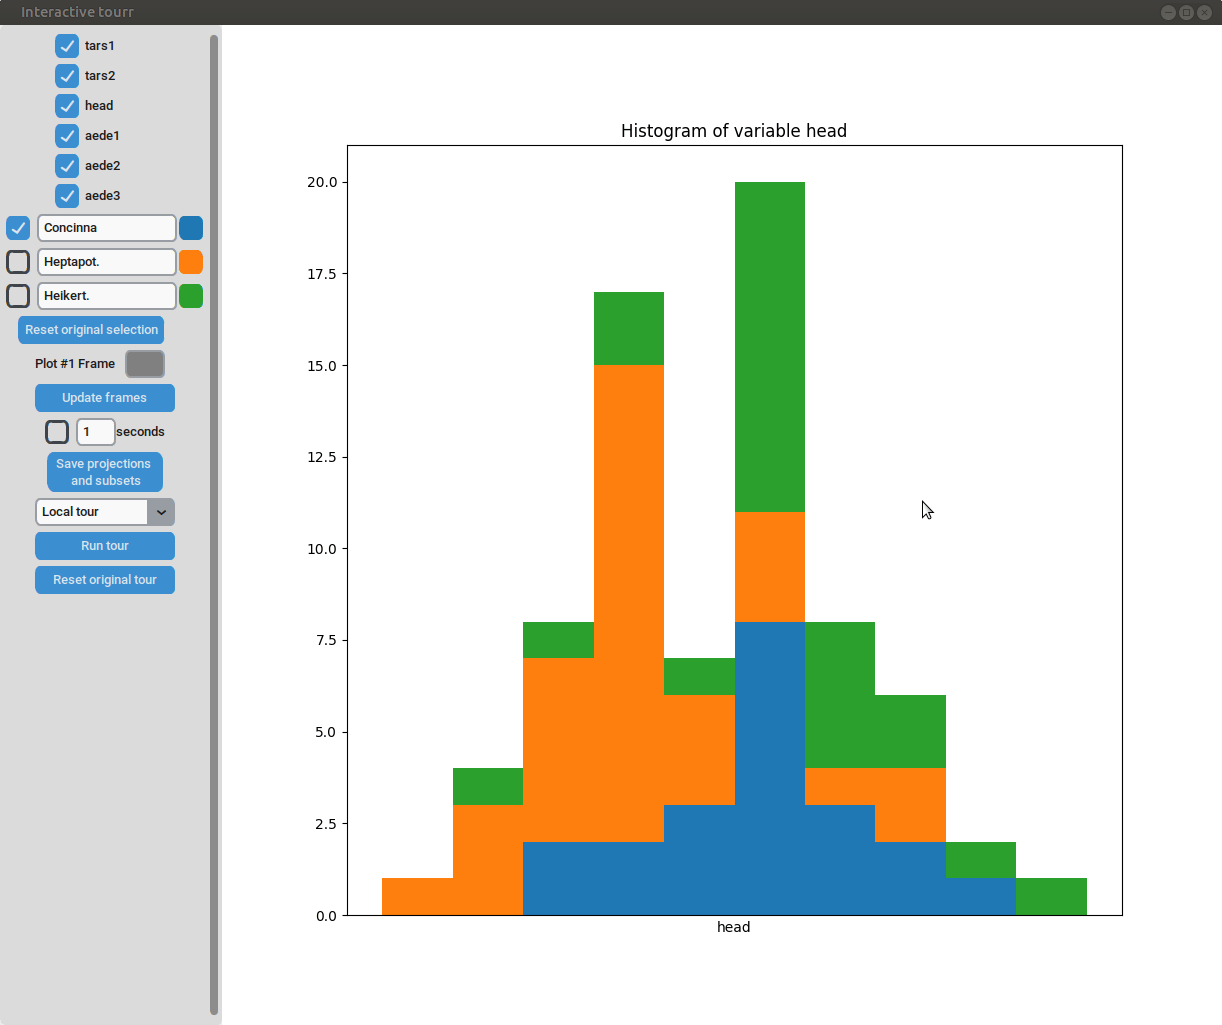 Interactive tourr
tars1
tars2
head
aede1
aede2
aede3
Concinna
Heptapot.
Heikert.
Reset original selection
Plot #1 Frame
Update frames
1 seconds
Save projections
and subsets
Local tour
Run tour
Reset original tour
Histogram of variable head
20.0
17.5
15.0
12.5
10.0
7.5
5.0
2.5
0.0
head